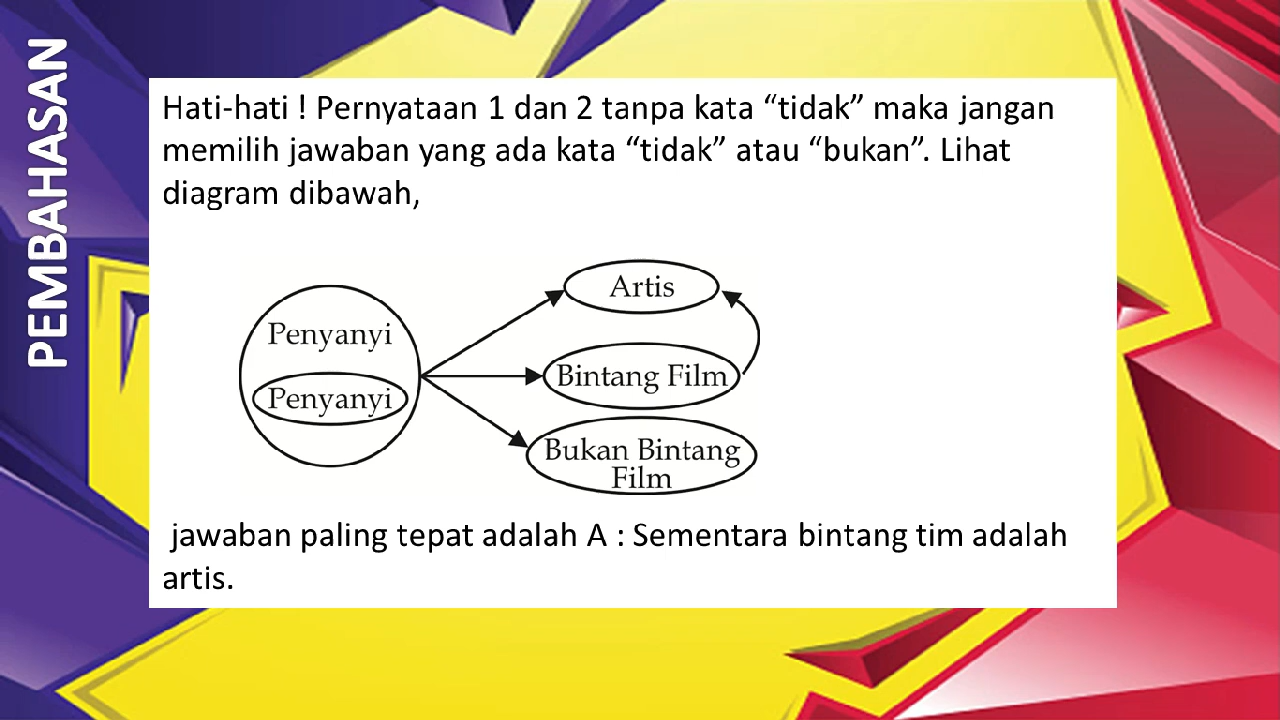 PEMBAHASAN
Hati-hati ! Pernyataan 1 dan 2 tanpa kata “tidak” maka jangan
memilih jawaban yang ada kata “tidak” atau “bukan”. Lihat
diagram dibawah,
Penyanyi
Penyanyi
Artis
Bintang Film
Bukan Bintang
Film
jawaban paling tepat adalah A : Sementara bintang tim adalah
artis.